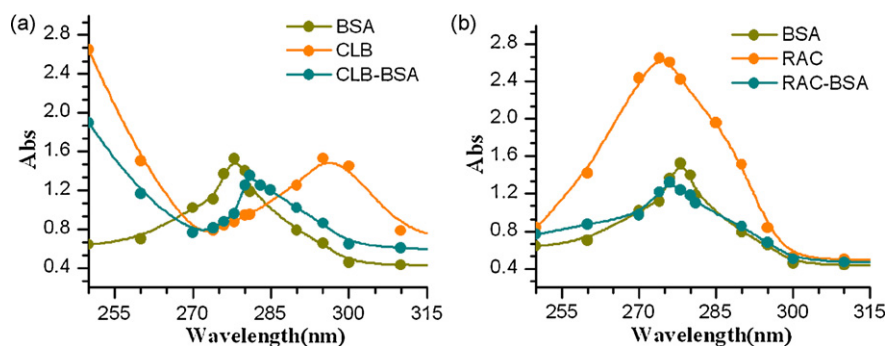 (a)
BSA
CLB
CLB-BSA
Abs
2.8
2.4
2.0
1.6
1.2
0.8
0.4
255 270 285 300 315
Wavelength(nm)
(b)
BSA
RAC
RAC-BSA
Abs
2.8
2.4
2.0
1.6
1.2
0.8
0.4
255 270 285 300 315
Wavelength(nm)